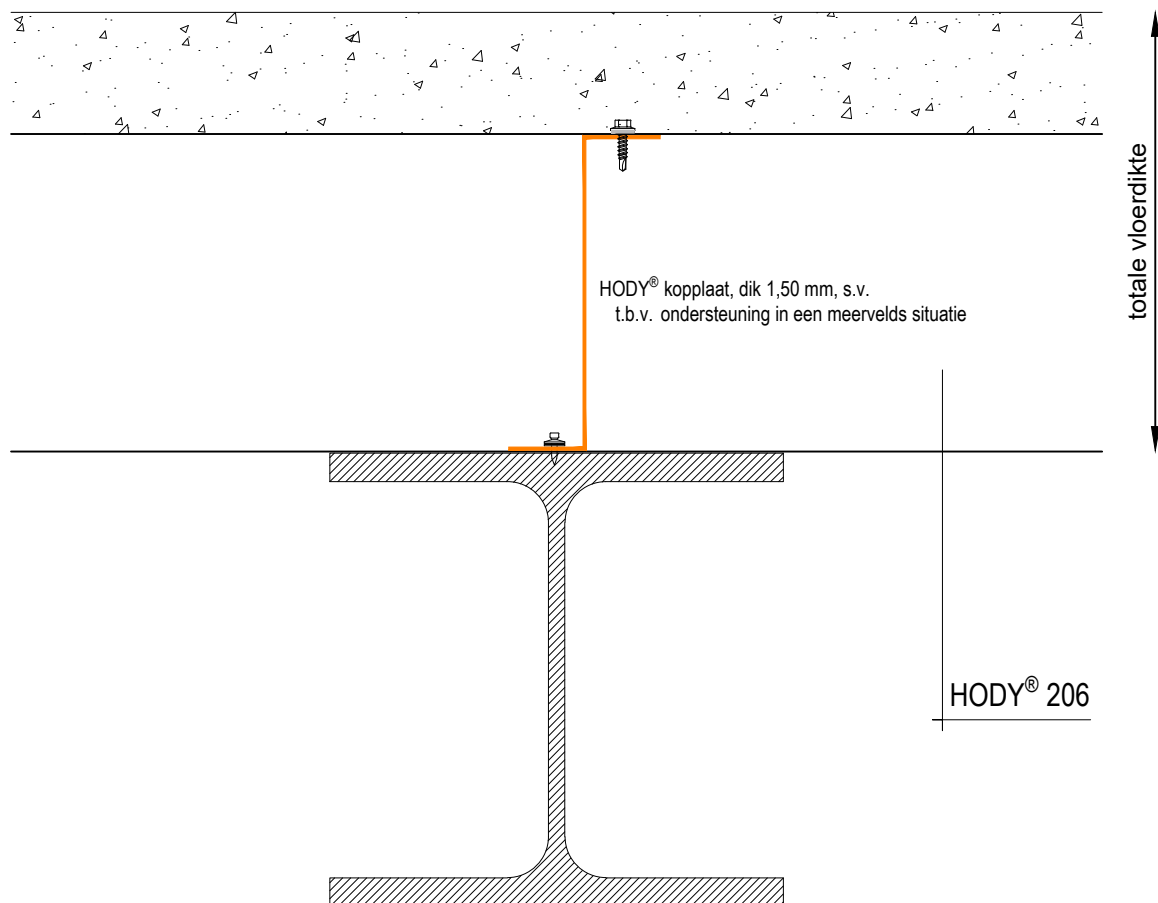 totale vloerdikte
HODY® kopplaat, dik 1,50 mm, s.v.
t.b.v. ondersteuning in een meervelds situatie
HODY® 206